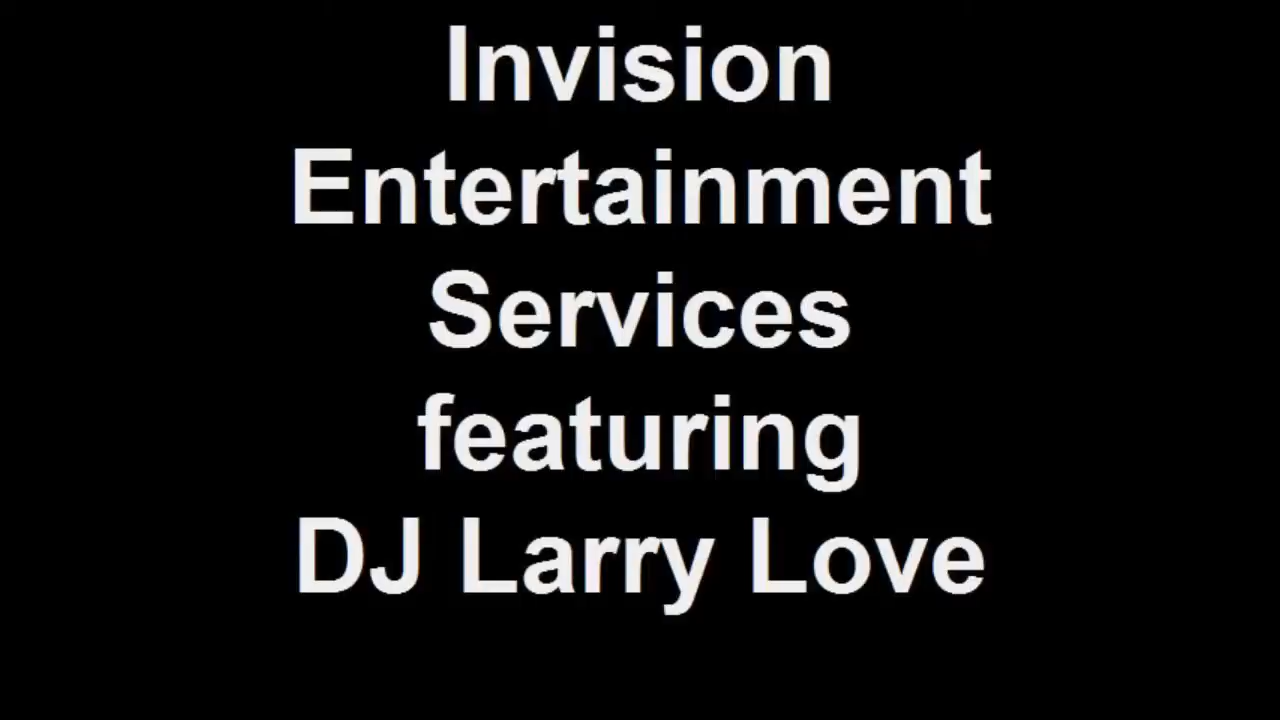 Invision
Entertainment
Services
featuring
DJ Larry Love